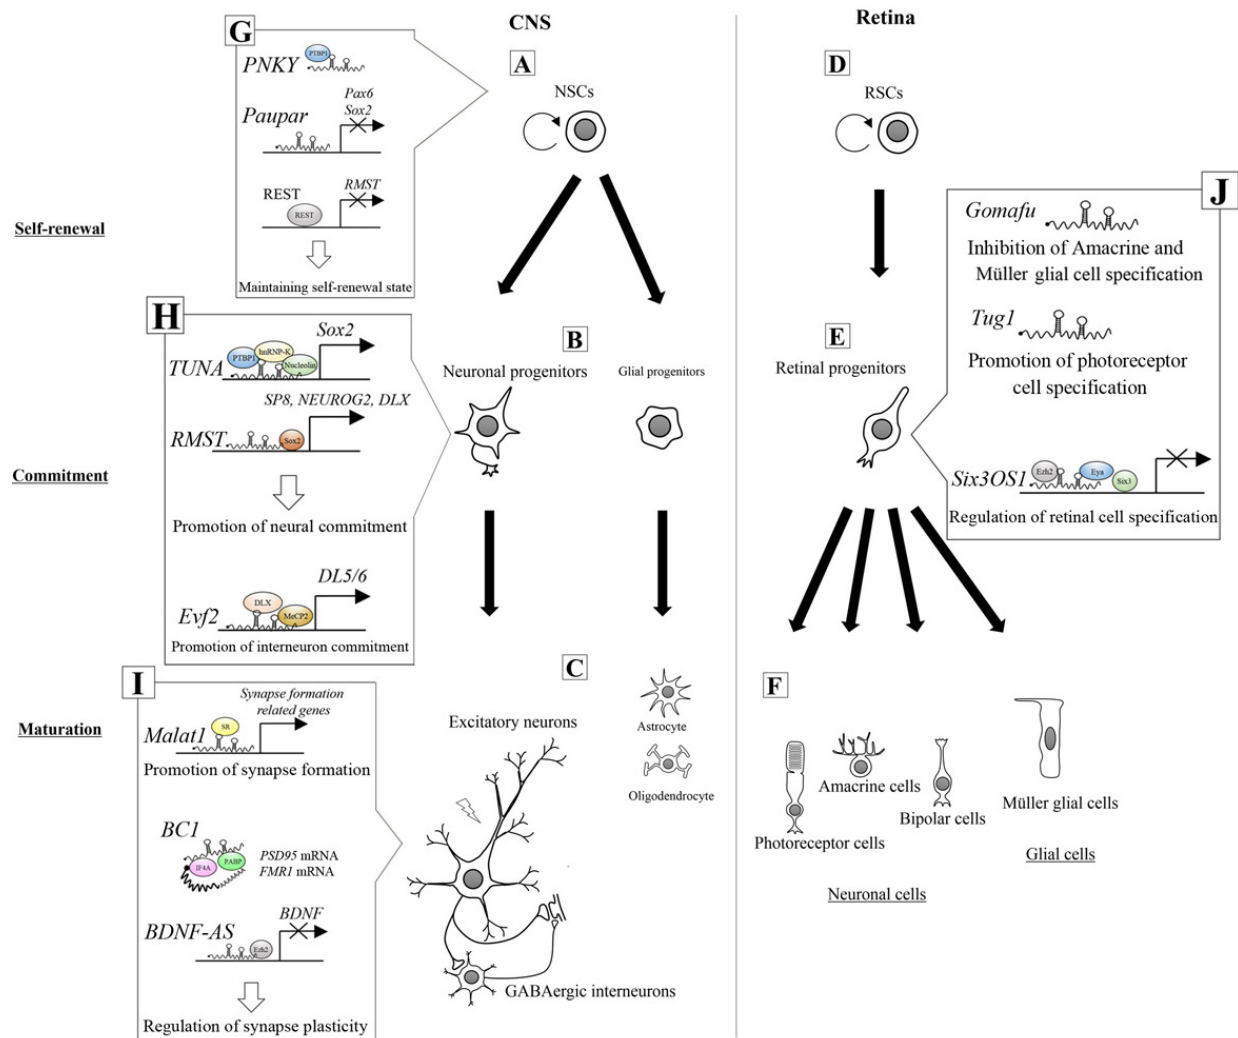 CNS
Retina
G
PNKY
PTBP1
Paupar
Pax6
Sox2
REST
REST
RMST
Maintaining self-renewal state
A
NSCs
D
RSCs
Self-renewal
J
Gomafu
Inhibition of Amacrine and
Müller glial cell specification
Tug1
Promotion of photoreceptor
cell specification
Six3OS1
Ezh2
Eya
Six3
Regulation of retinal cell specification
H
TUNA
PTBP1
hnRNP-K
Nucleolin
Sox2
SP8, NEUROG2, DLX
RMST
Sox2
Promotion of neural commitment
Evf2
DLX
MeCP2
DL5/6
Promotion of interneuron commitment
B
Neuronal progenitors
Glial progenitors
E
Retinal progenitors
Commitment
I
Malat1
SR
Synapse formation
related genes
Promotion of synapse formation
BC1
IF4A
PABP
PSD95 mRNA
FMR1 mRNA
BDNF-AS
Ezh2
BDNF
Regulation of synapse plasticity
Maturation
C
Excitatory neurons
Astrocyte
Oligodendrocyte
GABAergic interneurons
F
Photoreceptor cells
Amacrine cells
Bipolar cells
Müller glial cells
Neuronal cells
Glial cells